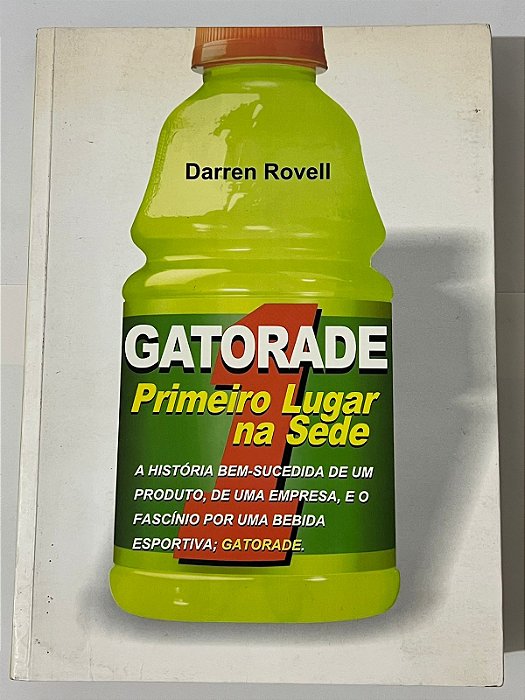 Darren Rovell
GATORADE
1
Primeiro Lugar
na Sede
A HISTÓRIA BEM-SUCEDIDA DE UM
PRODUTO, DE UMA EMPRESA, E O
FASCÍNIO POR UMA BEBIDA
ESPORTIVA; GATORADE.